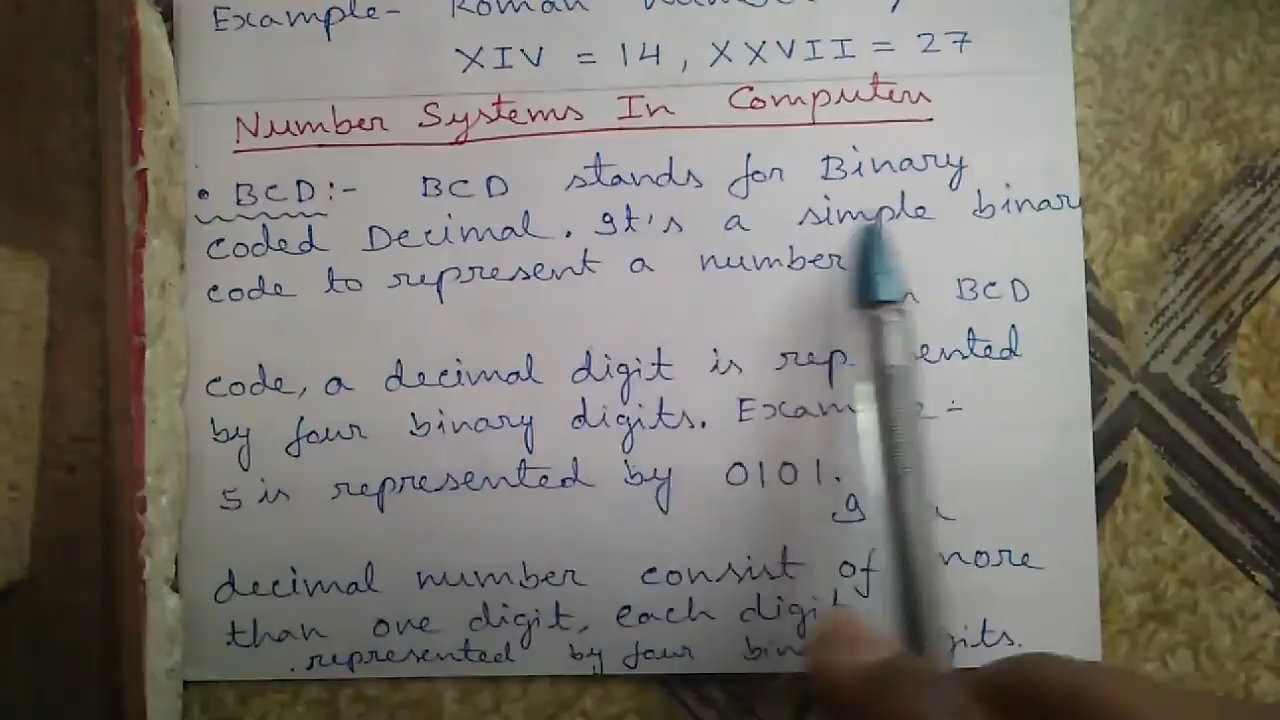 Example- Roman
XIV = 14, XXVII = 27
Number Systems In Computer
• BCD:- BCD stands for Binary
Coded Decimal. It's a simple binary
code to represent a number
BCD
code, a decimal digit is
by four binary digits.
5 is represented by 0101.
decimal number consist of more
than one digit, each digit
represented by four